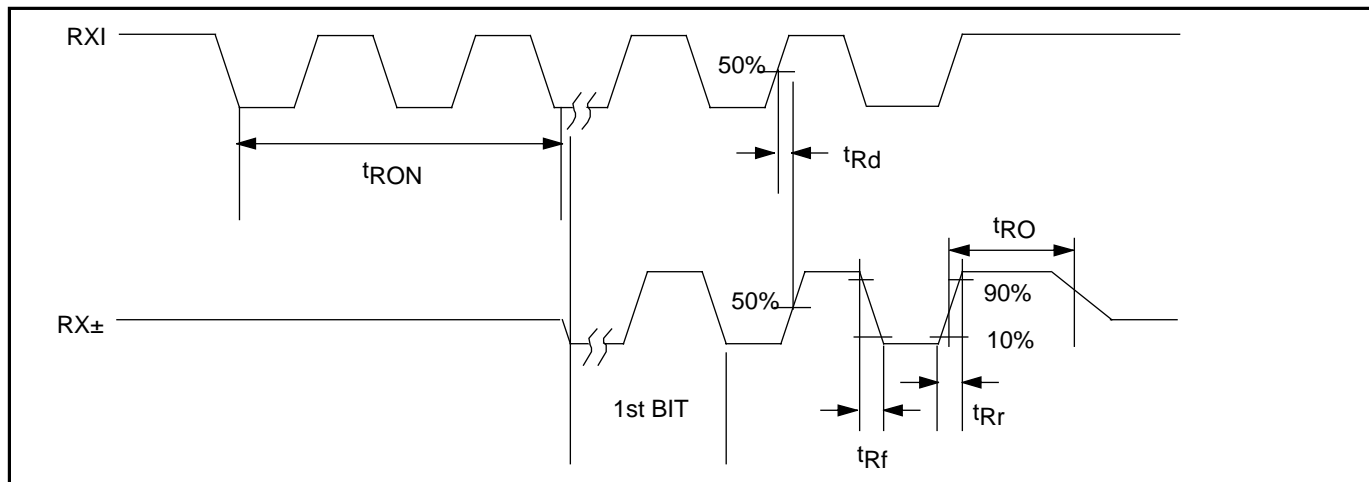 RXI
50%
tRd
tRON
tRO
50%
90%
RX±
10%
1st BIT
tRr
tRf